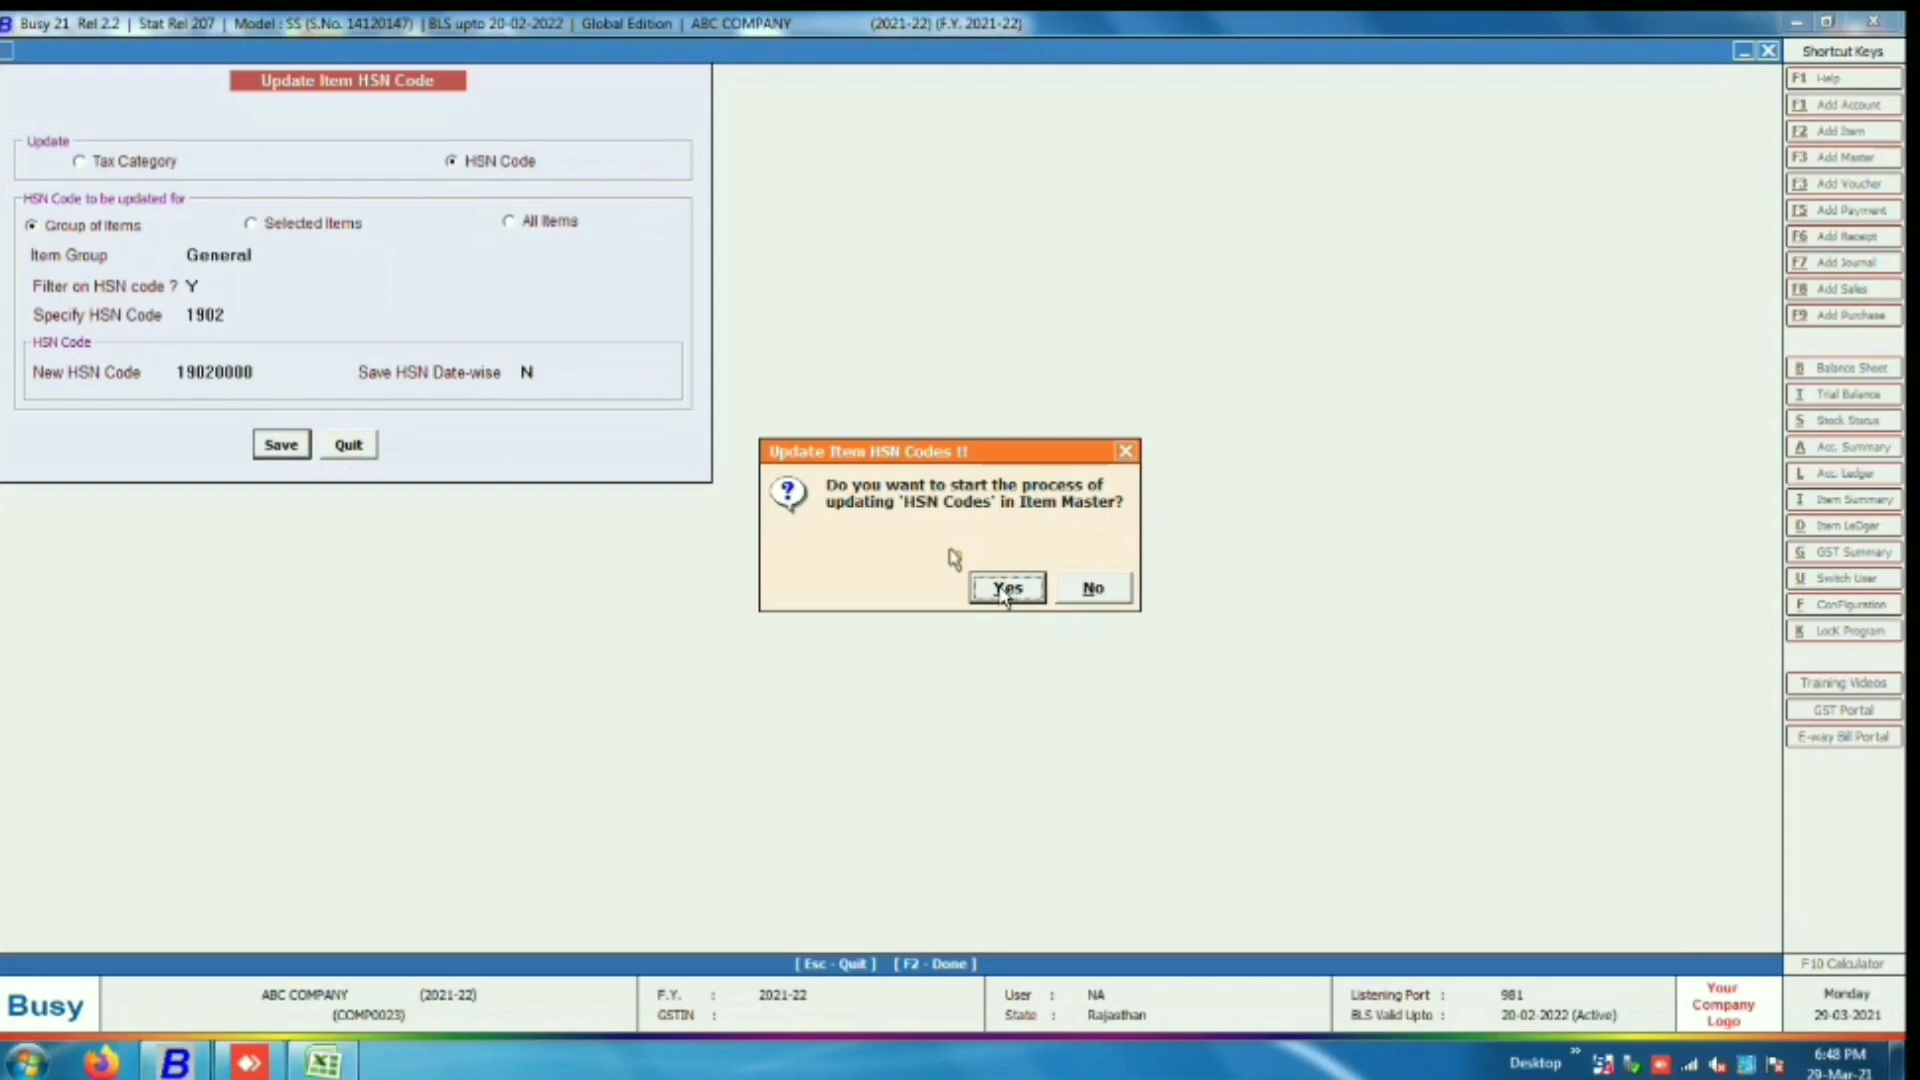 Busy 21 Rel 2.2 | Stat Rel 207 | Model : SS (S.No. 14120147) | BLS upto 20-02-2022 | Global Edition | ABC COMPANY (2021-22) (F.Y. 2021-22)
Update Item HSN Code
Update
Tax Category
HSN Code
HSN Code to be updated for
Group of Items
Selected Items
All Items
Item Group General
Filter on HSN code ? Y
Specify HSN Code 1902
HSN Code
New HSN Code 19020000 Save HSN Date-wise N
Save Quit
Update Item HSN Codes !!
Do you want to start the process of
updating 'HSN Codes' in Item Master?
Yes No
Shortcut Keys
F1 Help
F1 Add Account
F2 Add Item
F3 Add Master
F3 Add Voucher
F5 Add Payment
F6 Add Receipt
F7 Add Journal
F8 Add Sales
F9 Add Purchase
B Balance Sheet
T Trial Balance
S Stock Status
A Acc. Summary
L Acc. Ledger
I Item Summary
D Item LeDger
G GST Summary
U Switch User
F ConFiguration
K LocK Program
Training Videos
GST Portal
E-way Bill Portal
[ Esc - Quit ] [ F2 - Done ]
F10 Calculator
Busy
ABC COMPANY (2021-22)
(COMP0023)
F.Y. : 2021-22
GSTIN :
User : NA
State : Rajasthan
Listening Port : 981
BLS Valid Upto : 20-02-2022 (Active)
Your
Company
Logo
Monday
29-03-2021
B
Desktop »
6:48 PM
29-Mar-21